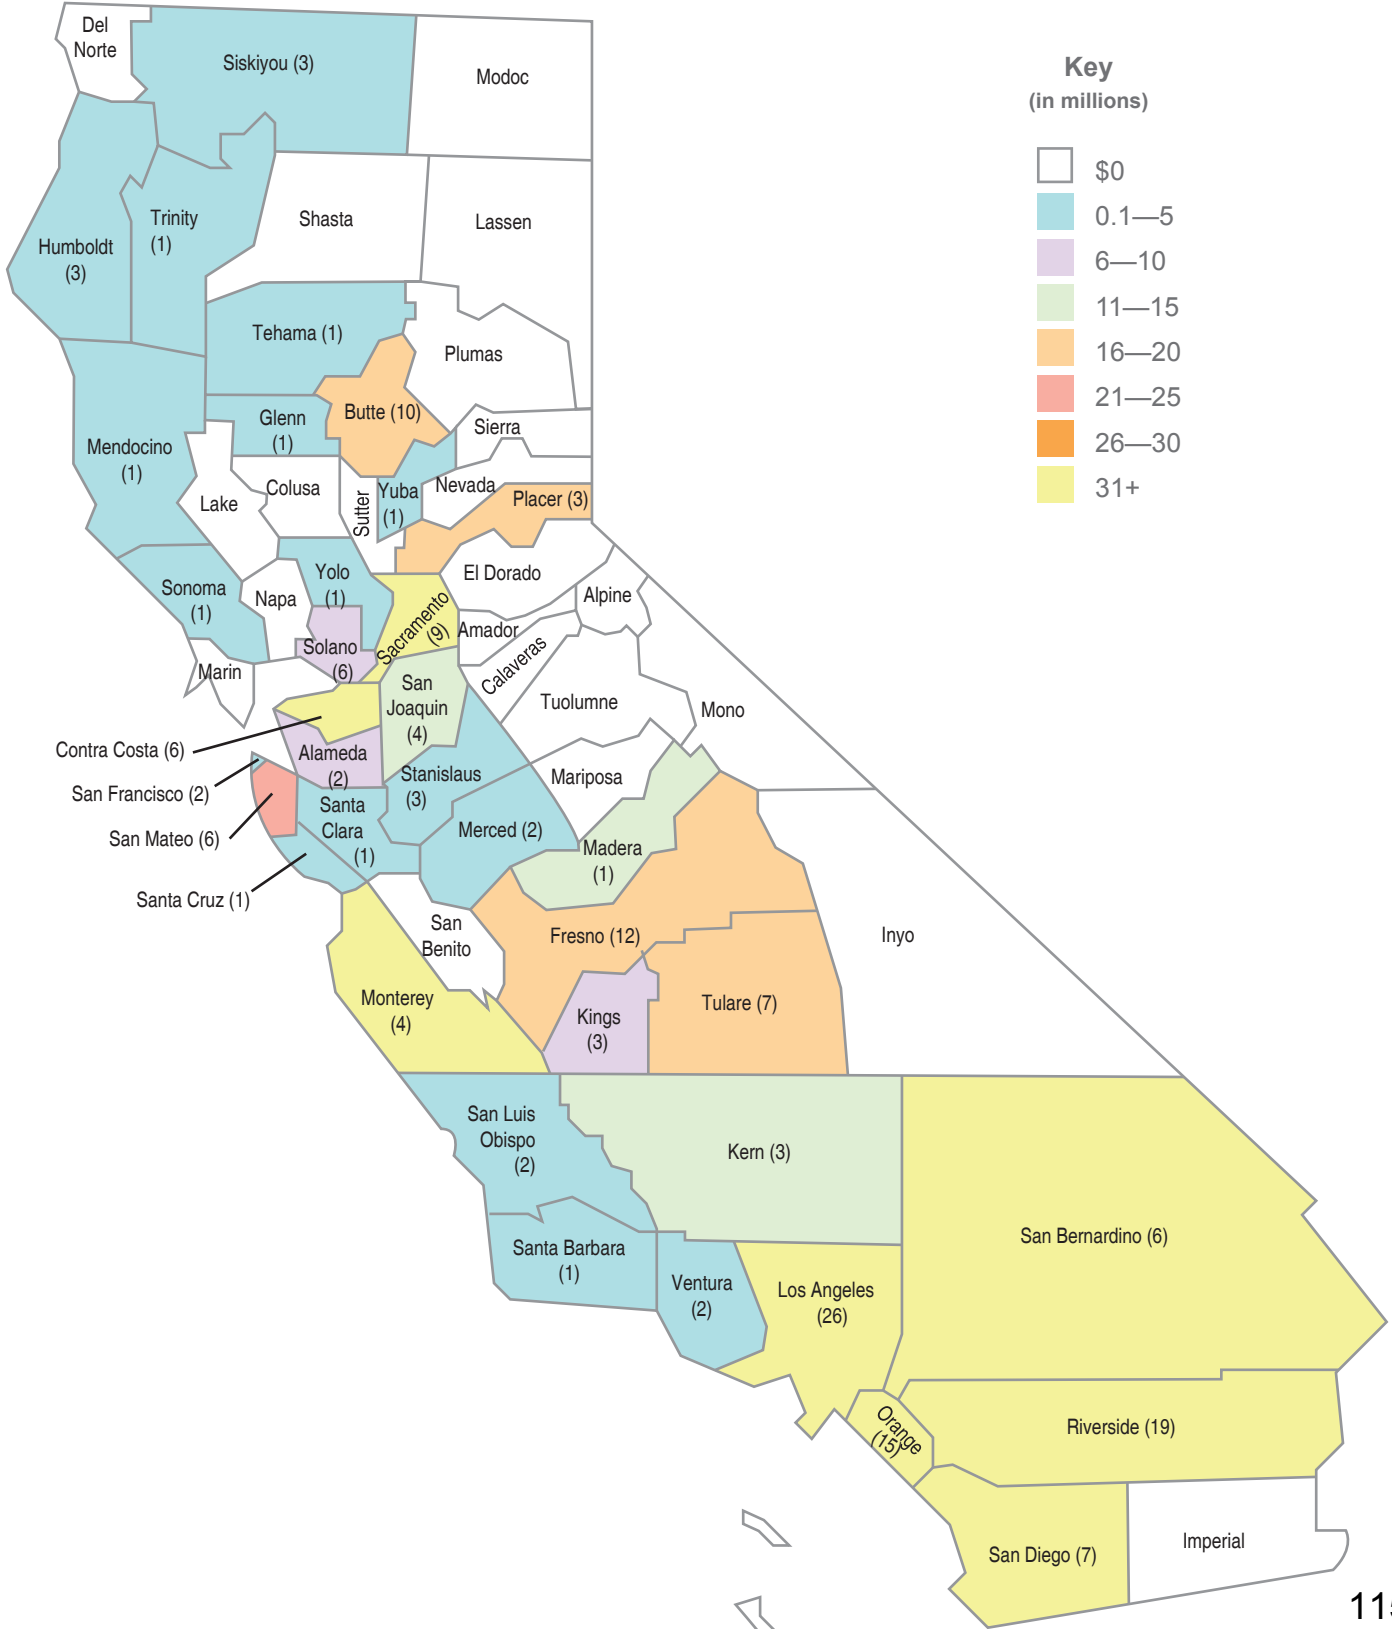 Del
Norte
Siskiyou (3)
Modoc
Key
(in millions)
$0
0.1—5
6—10
11—15
16—20
21—25
26—30
31+
Humboldt
(3)
Trinity
(1)
Shasta
Lassen
Tehama (1)
Plumas
Mendocino
(1)
Glenn
(1)
Butte (10)
Sierra
Lake
Colusa
Sutter
Yuba
(1)
Nevada
Placer (3)
Sonoma
(1)
Napa
Yolo
(1)
El Dorado
Alpine
Solano
(6)
Sacramento
(9)
Amador
Calaveras
Marin
San
Joaquin
(4)
Tuolumne
Mono
Contra Costa (6)
Alameda
(2)
San Francisco (2)
Stanislaus
(3)
Mariposa
San Mateo (6)
Santa
Clara
(1)
Merced (2)
Madera
(1)
Santa Cruz (1)
San
Benito
Fresno (12)
Inyo
Monterey
(4)
Kings
(3)
Tulare (7)
San Luis
Obispo
(2)
Kern (3)
Santa Barbara
(1)
Ventura
(2)
Los Angeles
(26)
San Bernardino (6)
Orange
(15)
Riverside (19)
San Diego (7)
Imperial